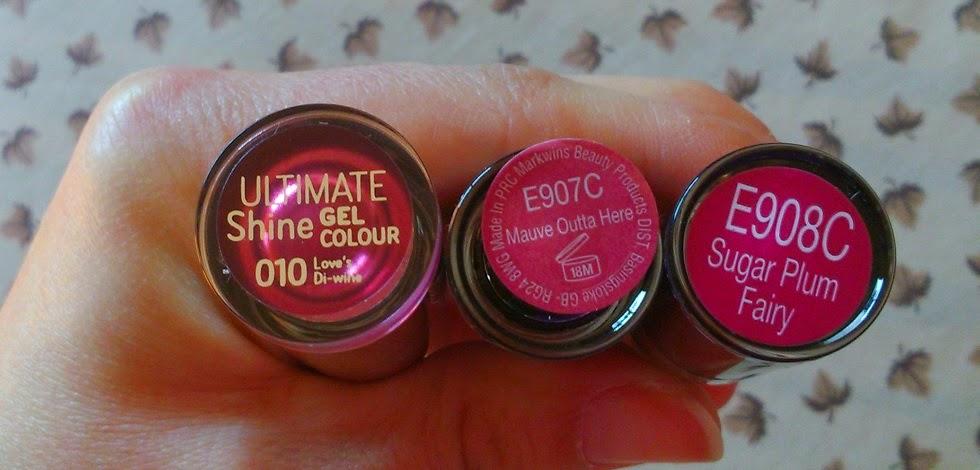 ULTIMATE
Shine GEL COLOUR
010 Love's Di-wine
E907C
Mauve Outta Here
18M
Made In PRC Markwins Beauty Products DIST. Basingstoke GB- RG24 8WG
E908C
Sugar Plum
Fairy